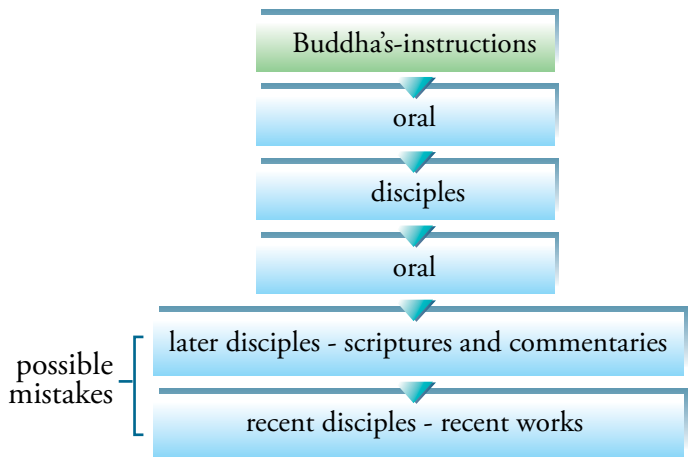 Buddha’s-instructions
oral
disciples
oral
later disciples - scriptures and commentaries
possible
mistakes
recent disciples - recent works